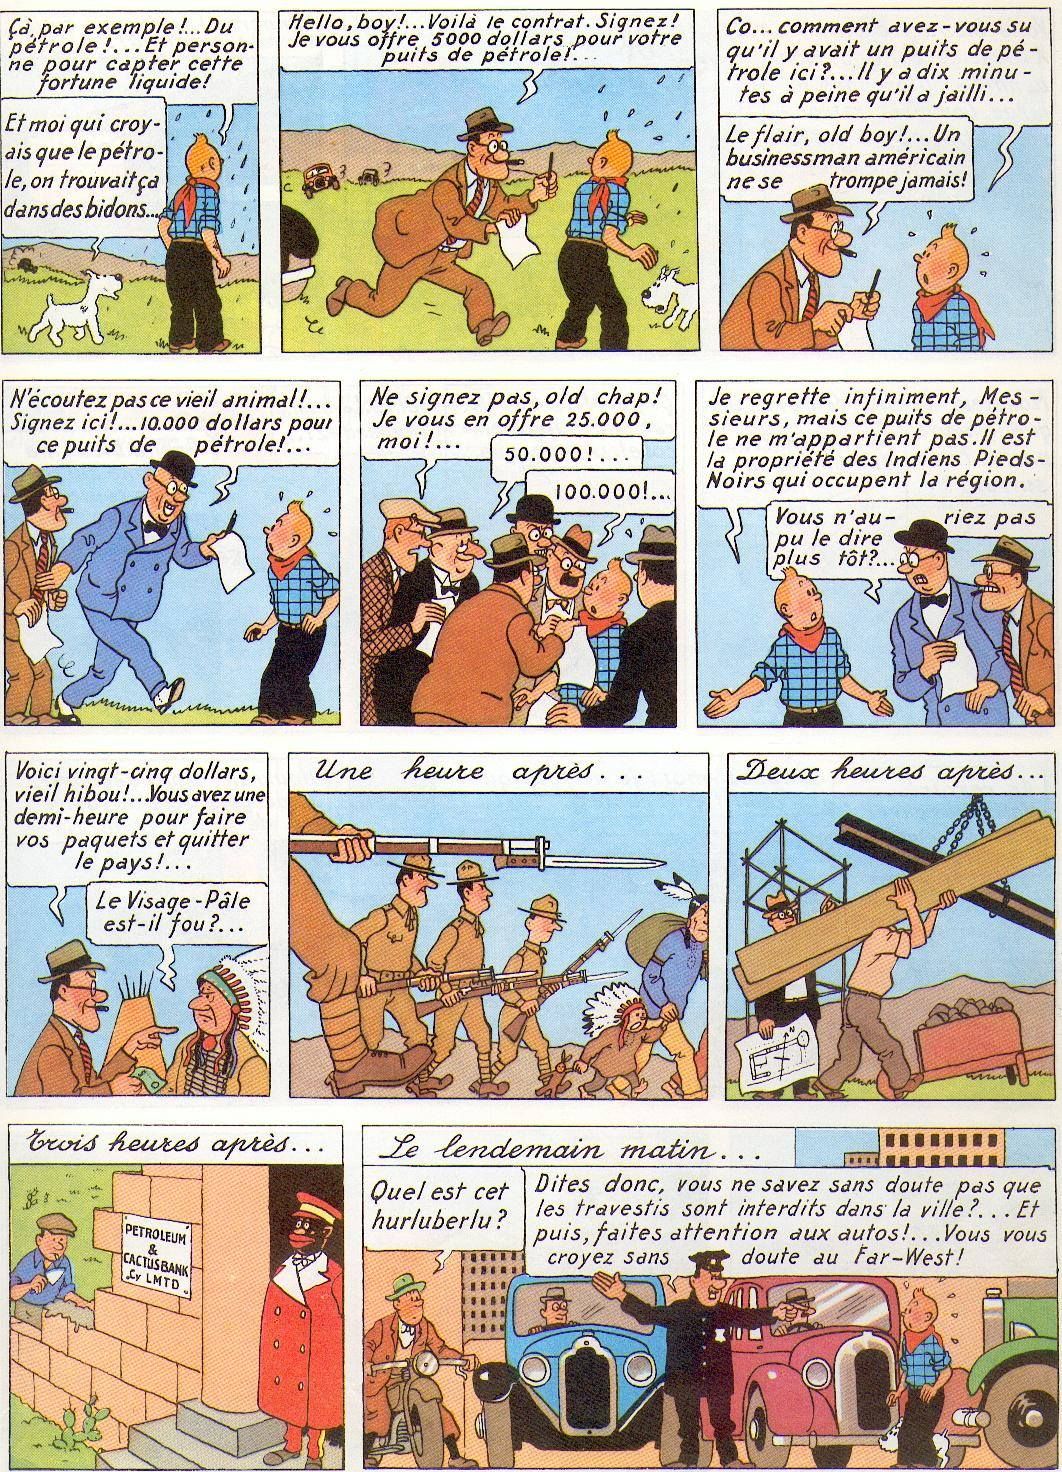 Çà, par exemple!... Du
pétrole!... Et person-
ne pour capter cette
fortune liquide!
Et moi qui croy-
ais que le pétro-
le, on trouvait ça
dans des bidons...
Hello, boy!... Voilà le contrat. Signez!
Je vous offre 5000 dollars pour votre
puits de pétrole!...
Co... comment avez-vous su
qu'il y avait un puits de pé-
trole ici?... Il y a dix minu-
tes à peine qu'il a jailli...
Le flair, old boy!... Un
businessman américain
ne se trompe jamais!
N'écoutez pas ce vieil animal!...
Signez ici!... 10.000 dollars pour
ce puits de pétrole!...
Ne signez pas, old chap!
Je vous en offre 25.000,
moi!...
50.000!...
100.000!...
Je regrette infiniment, Mes-
sieurs, mais ce puits de pétro-
le ne m'appartient pas. Il est
la propriété des Indiens Pieds-
Noirs qui occupent la région.
Vous n'au- riez pas
pu le dire
plus tôt?...
Voici vingt-cinq dollars,
vieil hibou!... Vous avez une
demi-heure pour faire
vos paquets et quitter
le pays!...
Le Visage-Pâle
est-il fou?...
Une heure après...
Deux heures après...
N
Trois heures après...
PETROLEUM
&
CACTUS BANK
Cy LMTD
Le lendemain matin...
Quel est cet
hurluberlu?
Dites donc, vous ne savez sans doute pas que
les travestis sont interdits dans la ville?... Et
puis, faites attention aux autos!... Vous vous
croyez sans doute au Far-West!